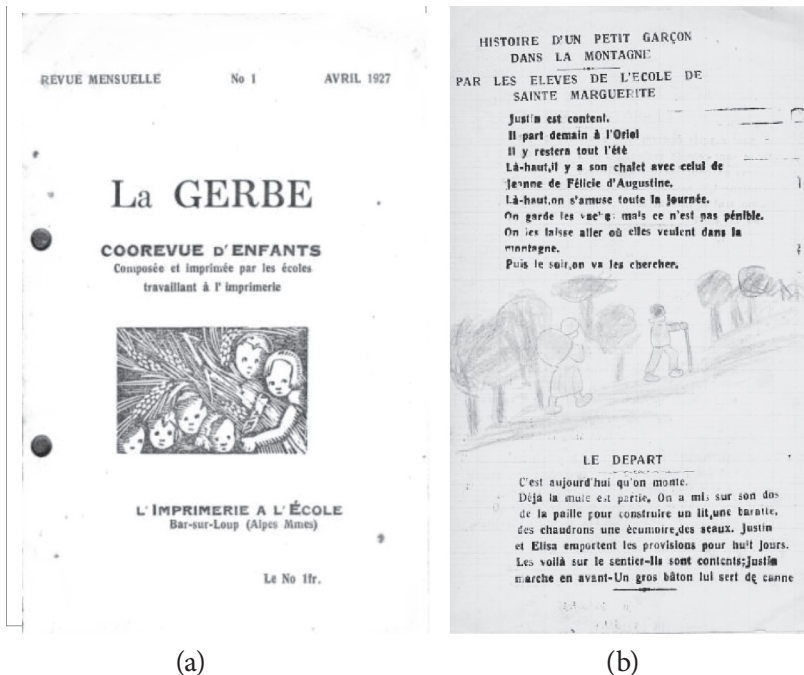 REVUE MENSUELLE No 1 AVRIL 1927
La GERBE
COOREVUE D'ENFANTS
Composée et imprimée par les écoles
travaillant à l' imprimerie
L'IMPRIMERIE A L'ÉCOLE
Bar-sur-Loup (Alpes Mmes)
Le No 1fr.
(a)
HISTOIRE D'UN PETIT GARÇON
DANS LA MONTAGNE
PAR LES ELEVES DE L'ECOLE DE
SAINTE MARGUERITE
Justin est content.
Il part demain à l'Oriol
Il y restera tout l'été
Là-haut,il y a son chalet avec celui de
Jeanne de Félicie d'Augustine.
Là-haut,on s'amuse toute la journée.
On garde les mais ce n'est pas pénible.
On les laisse aller où elles veulent dans la
montagne.
Puis le soir,on va les chercher.
LE DEPART
C'est aujourd'hui qu'on monte.
Déjà la mule est partie. On a mis sur son dos
de la paille pour construire un lit,une baratte,
des chaudrons une écumoire,des seaux. Justin
et Elisa emportent les provisions pour huit jours.
Les voilà sur le sentier-Ils sont contents;Justin
marche en avant-Un gros bâton lui sert de canne
(b)